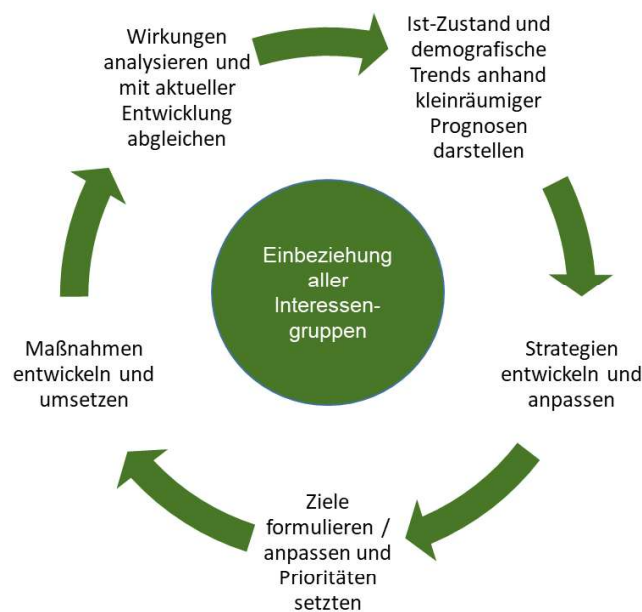 Wirkungen
analysieren und
mit aktueller
Entwicklung
abgleichen
Ist-Zustand und
demografische
Trends anhand
kleinräumiger
Prognosen
darstellen
Einbeziehung
aller
Interessen-
gruppen
Maßnahmen
entwickeln und
umsetzen
Strategien
entwickeln und
anpassen
Ziele
formulieren /
anpassen und
Prioritäten
setzten